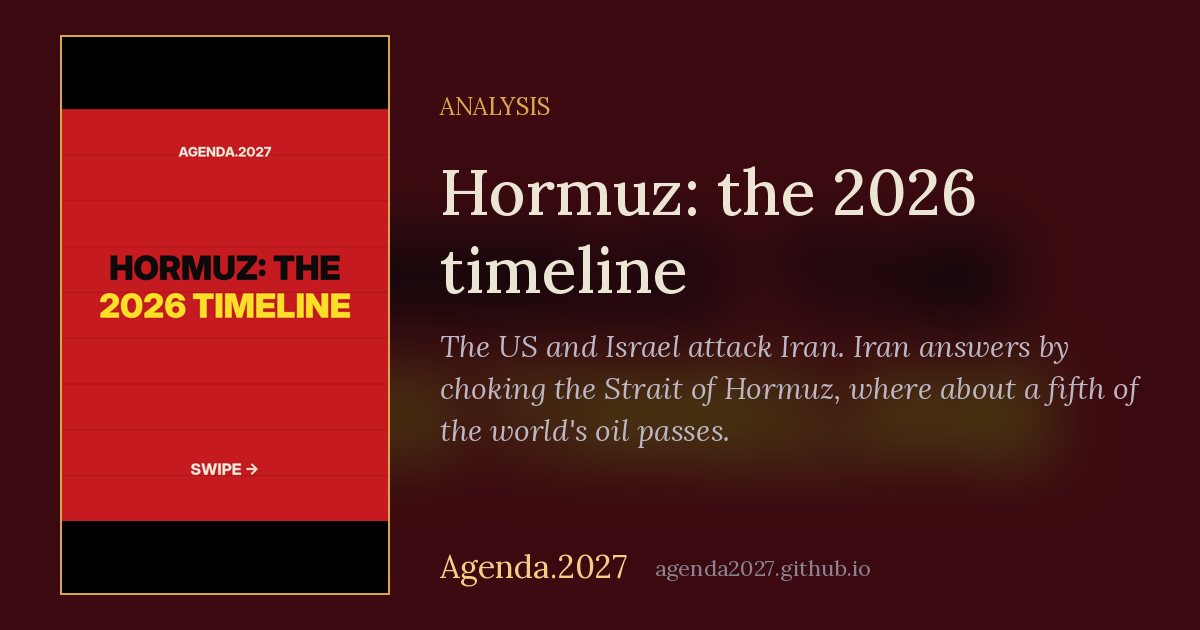 AGENDA.2027
HORMUZ: THE
2026 TIMELINE
SWIPE →
ANALYSIS
Hormuz: the 2026
timeline
The US and Israel attack Iran. Iran answers by
choking the Strait of Hormuz, where about a fifth of
the world's oil passes.
Agenda.2027 agenda2027.github.io